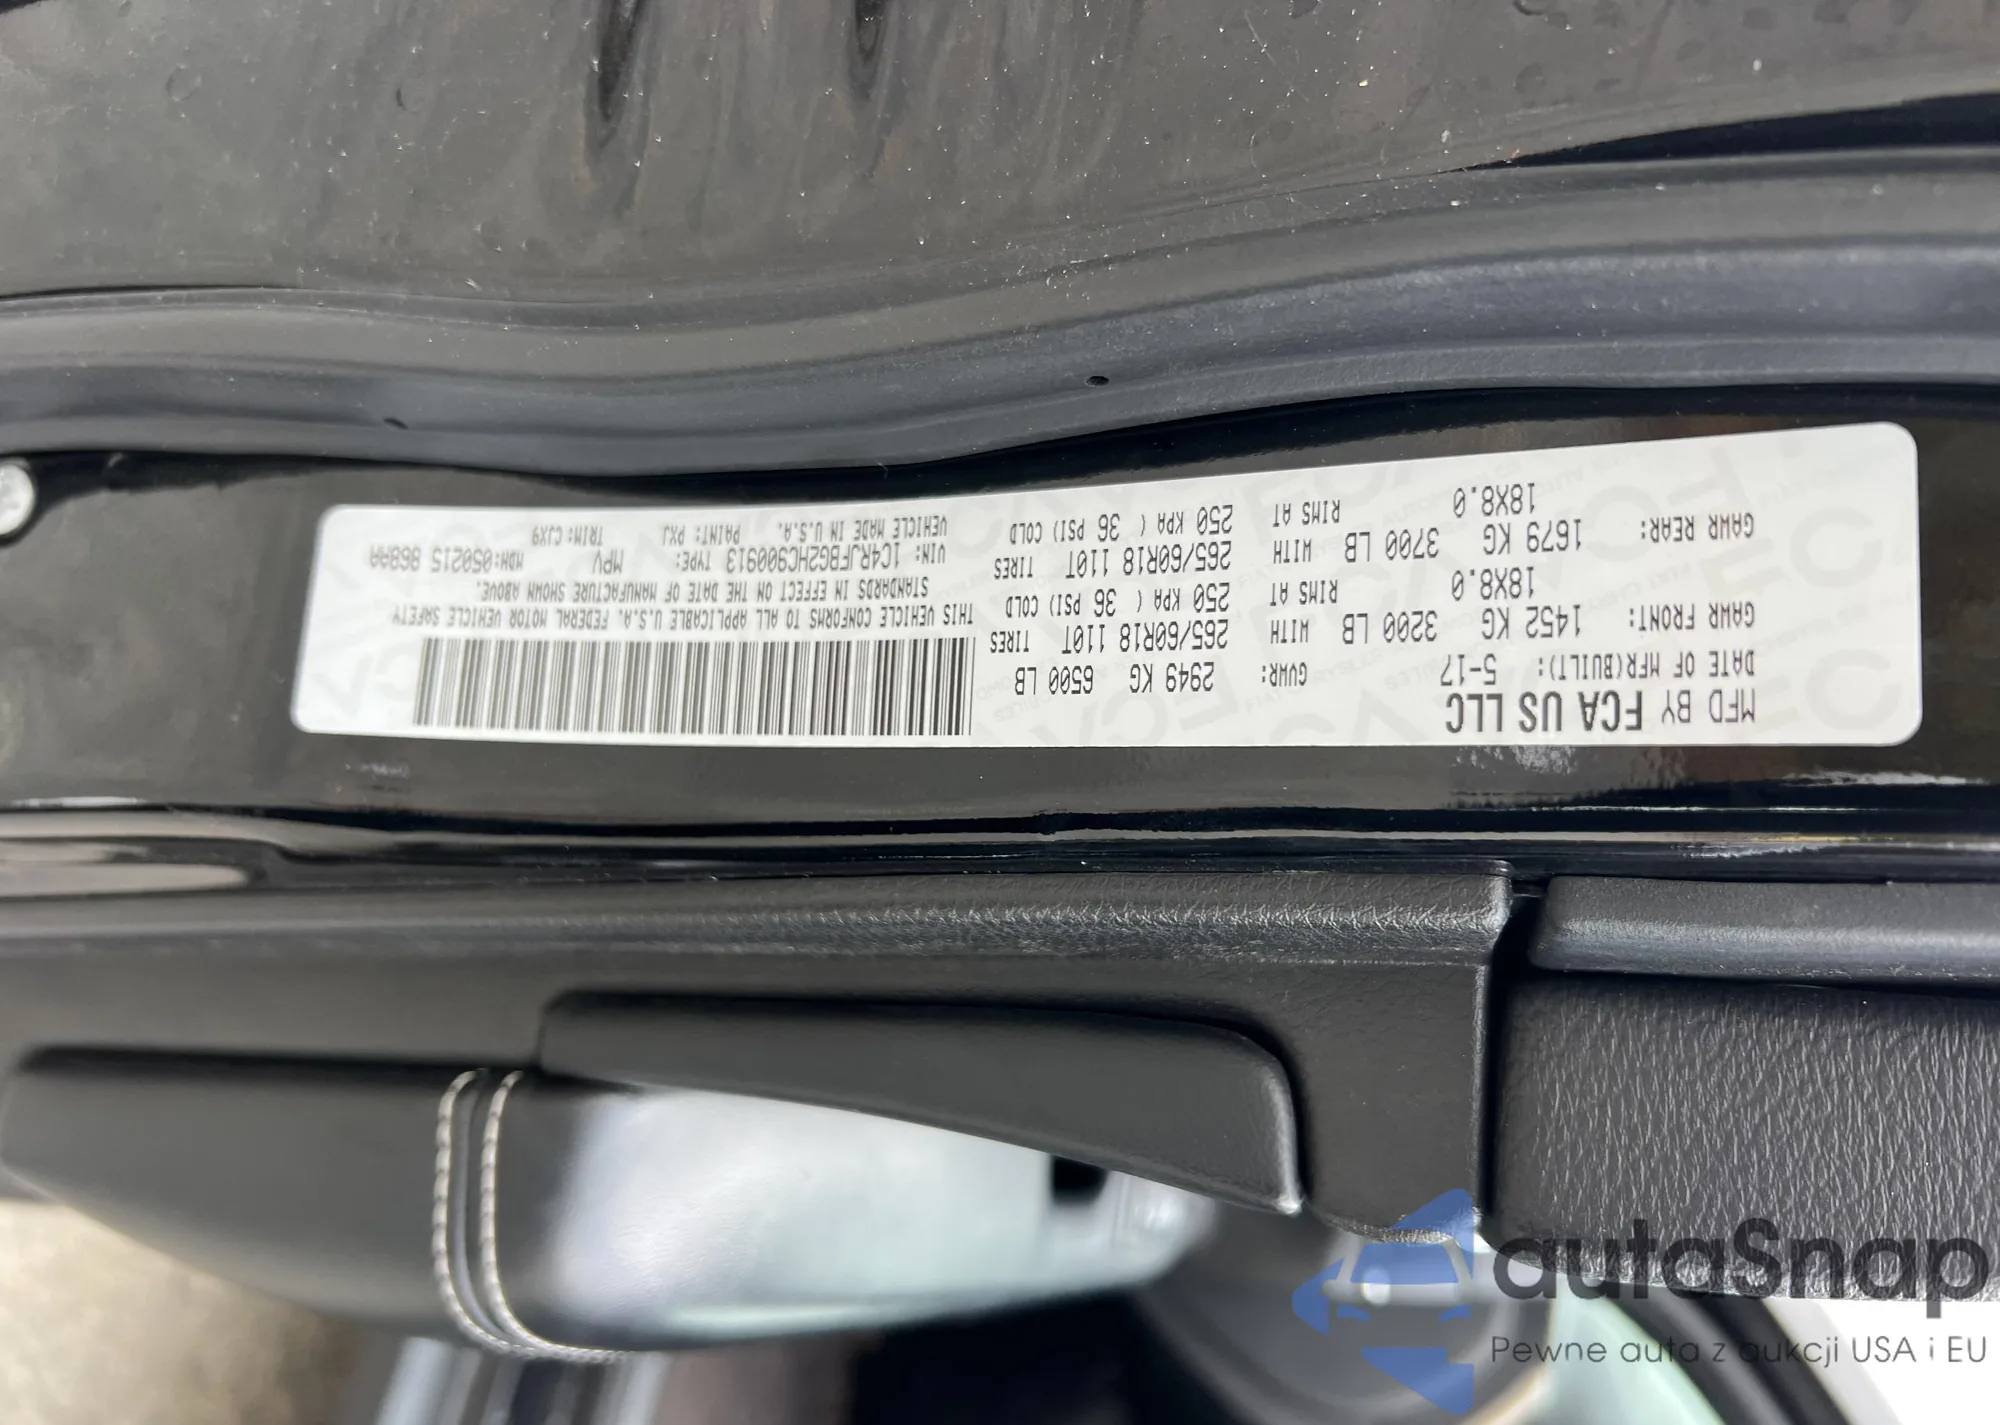 MFD BY FCA US LLC
DATE OF MFR(BUILT): 5-17 GVWR: 2949 KG 6500 LB
GAWR FRONT: 1452 KG 3200 LB WITH 265/60R18 110T TIRES
18X8.0 RIMS AT 250 KPA ( 36 PSI) COLD
GAWR REAR: 1679 KG 3700 LB WITH 265/60R18 110T TIRES
18X8.0 RIMS AT 250 KPA ( 36 PSI) COLD
THIS VEHICLE CONFORMS TO ALL APPLICABLE U.S.A. FEDERAL MOTOR VEHICLE SAFETY
STANDARDS IN EFFECT ON THE DATE OF MANUFACTURE SHOWN ABOVE.
VIN: 1C4RJFBG2HC900913 TYPE: MPV MDH:050215 868AA
VEHICLE MADE IN U.S.A. PAINT: PXJ TRIM: CJX9
autaSnap
Pewne auta z aukcji USA i EU